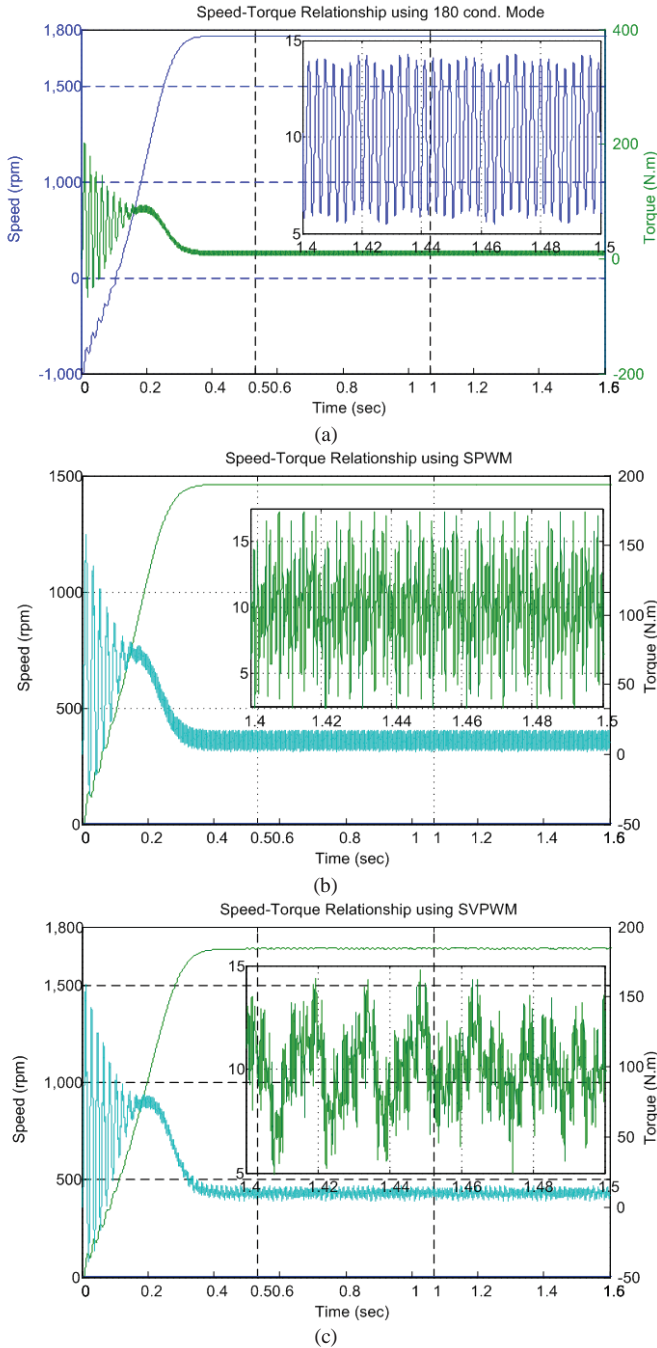 Speed-Torque Relationship using 180 cond. Mode
1,800
1,500
1,000
0
-1,000
Speed (rpm)
400
200
0
-200
Torque (N.m)
15
10
5
1.4 1.42 1.44 1.46 1.48 1.5
0 0.2 0.5 0.6 0.8 1 1 1.2 1.4 1.6
Time (sec)
(a)
Speed-Torque Relationship using SPWM
1500
1000
500
0
Speed (rpm)
200
150
100
50
0
-50
Torque (N.m)
15
10
5
1.4 1.42 1.44 1.46 1.48 1.5
0 0.2 0.5 0.6 0.8 1 1 1.2 1.4 1.6
Time (sec)
(b)
Speed-Torque Relationship using SVPWM
1,800
1,500
1,000
500
0
Speed (rpm)
200
150
100
50
0
-50
Torque (N.m)
15
10
5
1.4 1.42 1.44 1.46 1.48 1.5
0 0.2 0.5 0.6 0.8 1 1 1.2 1.4 1.6
Time (sec)
(c)